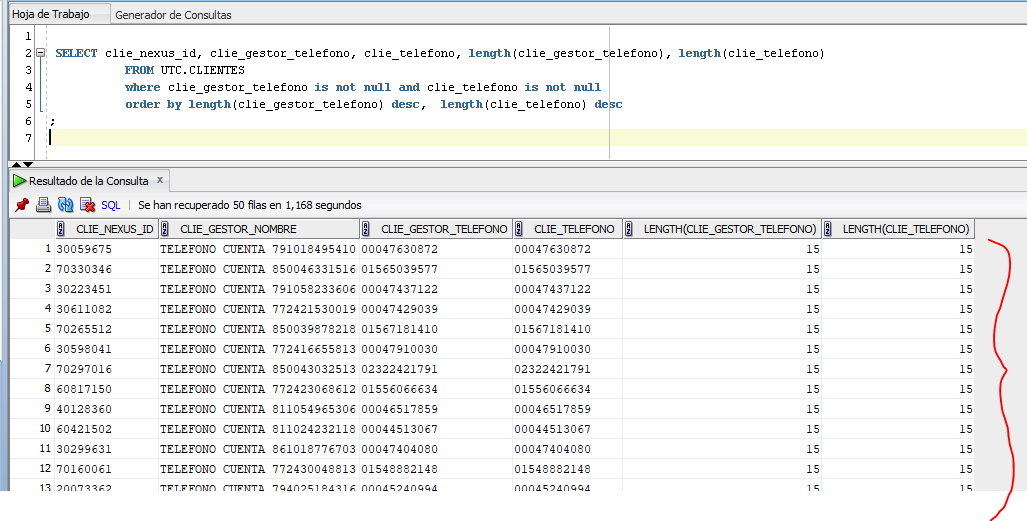 Hoja de Trabajo Generador de Consultas
1
2 SELECT clie_nexus_id, clie_gestor_telefono, clie_telefono, length(clie_gestor_telefono), length(clie_telefono)
3 FROM UTC.CLIENTES
4 where clie_gestor_telefono is not null and clie_telefono is not null
5 order by length(clie_gestor_telefono) desc, length(clie_telefono) desc
6 ;
7
Resultado de la Consulta x
SQL | Se han recuperado 50 filas en 1,168 segundos
CLIE_NEXUS_ID CLIE_GESTOR_NOMBRE CLIE_GESTOR_TELEFONO CLIE_TELEFONO LENGTH(CLIE_GESTOR_TELEFONO) LENGTH(CLIE_TELEFONO)
1 30059675 TELEFONO CUENTA 791018495410 00047630872 00047630872 15 15
2 70330346 TELEFONO CUENTA 850046331516 01565039577 01565039577 15 15
3 30223451 TELEFONO CUENTA 791058233606 00047437122 00047437122 15 15
4 30611082 TELEFONO CUENTA 772421530019 00047429039 00047429039 15 15
5 70265512 TELEFONO CUENTA 850039878218 01567181410 01567181410 15 15
6 30598041 TELEFONO CUENTA 772416655813 00047910030 00047910030 15 15
7 70297016 TELEFONO CUENTA 850043032513 02322421791 02322421791 15 15
8 60817150 TELEFONO CUENTA 772423068612 01556066634 01556066634 15 15
9 40128360 TELEFONO CUENTA 811054965306 00046517859 00046517859 15 15
10 60421502 TELEFONO CUENTA 811024232118 00044513067 00044513067 15 15
11 30299631 TELEFONO CUENTA 861018776703 00047404080 00047404080 15 15
12 70160061 TELEFONO CUENTA 772430048813 01548882148 01548882148 15 15
13 20073362 TELEFONO CUENTA 794025184316 00045240994 00045240994 15 15